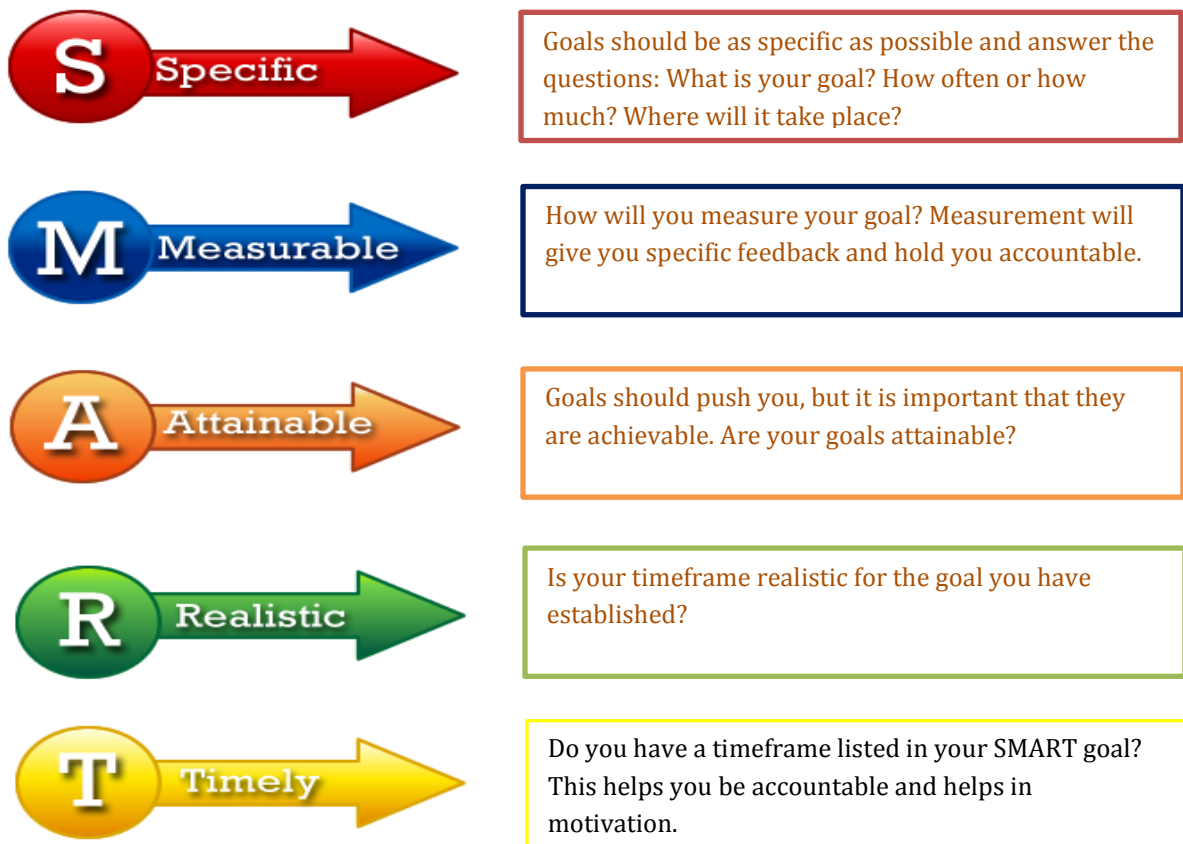 S Specific
Goals should be as specific as possible and answer the
questions: What is your goal? How often or how
much? Where will it take place?
M Measurable
How will you measure your goal? Measurement will
give you specific feedback and hold you accountable.
A Attainable
Goals should push you, but it is important that they
are achievable. Are your goals attainable?
R Realistic
Is your timeframe realistic for the goal you have
established?
T Timely
Do you have a timeframe listed in your SMART goal?
This helps you be accountable and helps in
motivation.